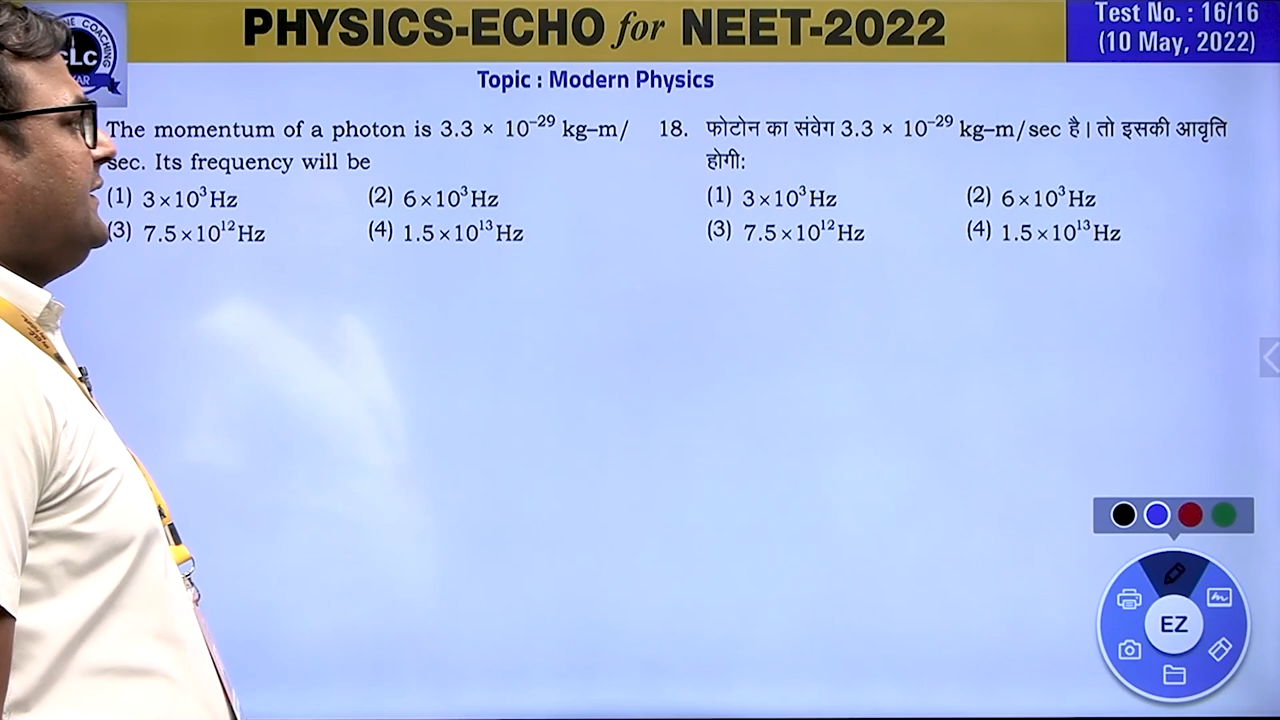 PHYSICS-ECHO for NEET-2022
Test No. : 16/16
(10 May, 2022)
CLC
Topic : Modern Physics
The momentum of a photon is 3.3 × 10⁻²⁹ kg–m/
sec. Its frequency will be
(1) 3×10³Hz (2) 6×10³Hz
(3) 7.5×10¹²Hz (4) 1.5×10¹³Hz
18. फोटोन का संवेग 3.3 × 10⁻²⁹ kg–m/sec है। तो इसकी आवृति
होगी:
(1) 3×10³Hz (2) 6×10³Hz
(3) 7.5×10¹²Hz (4) 1.5×10¹³Hz
EZ